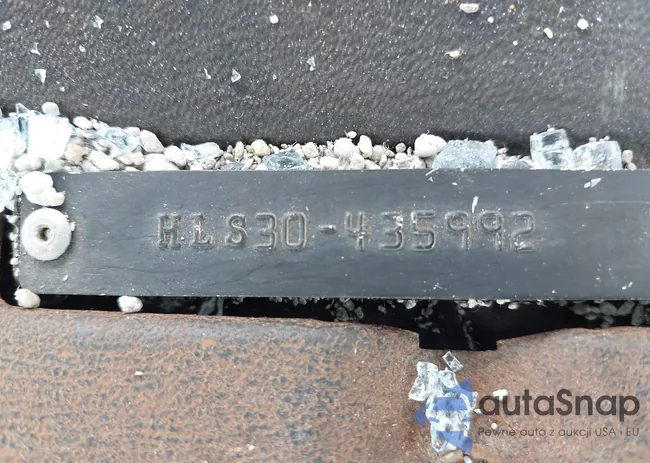 HLS30-435992
autaSnap
Pewne auta z aukcji USA i EU